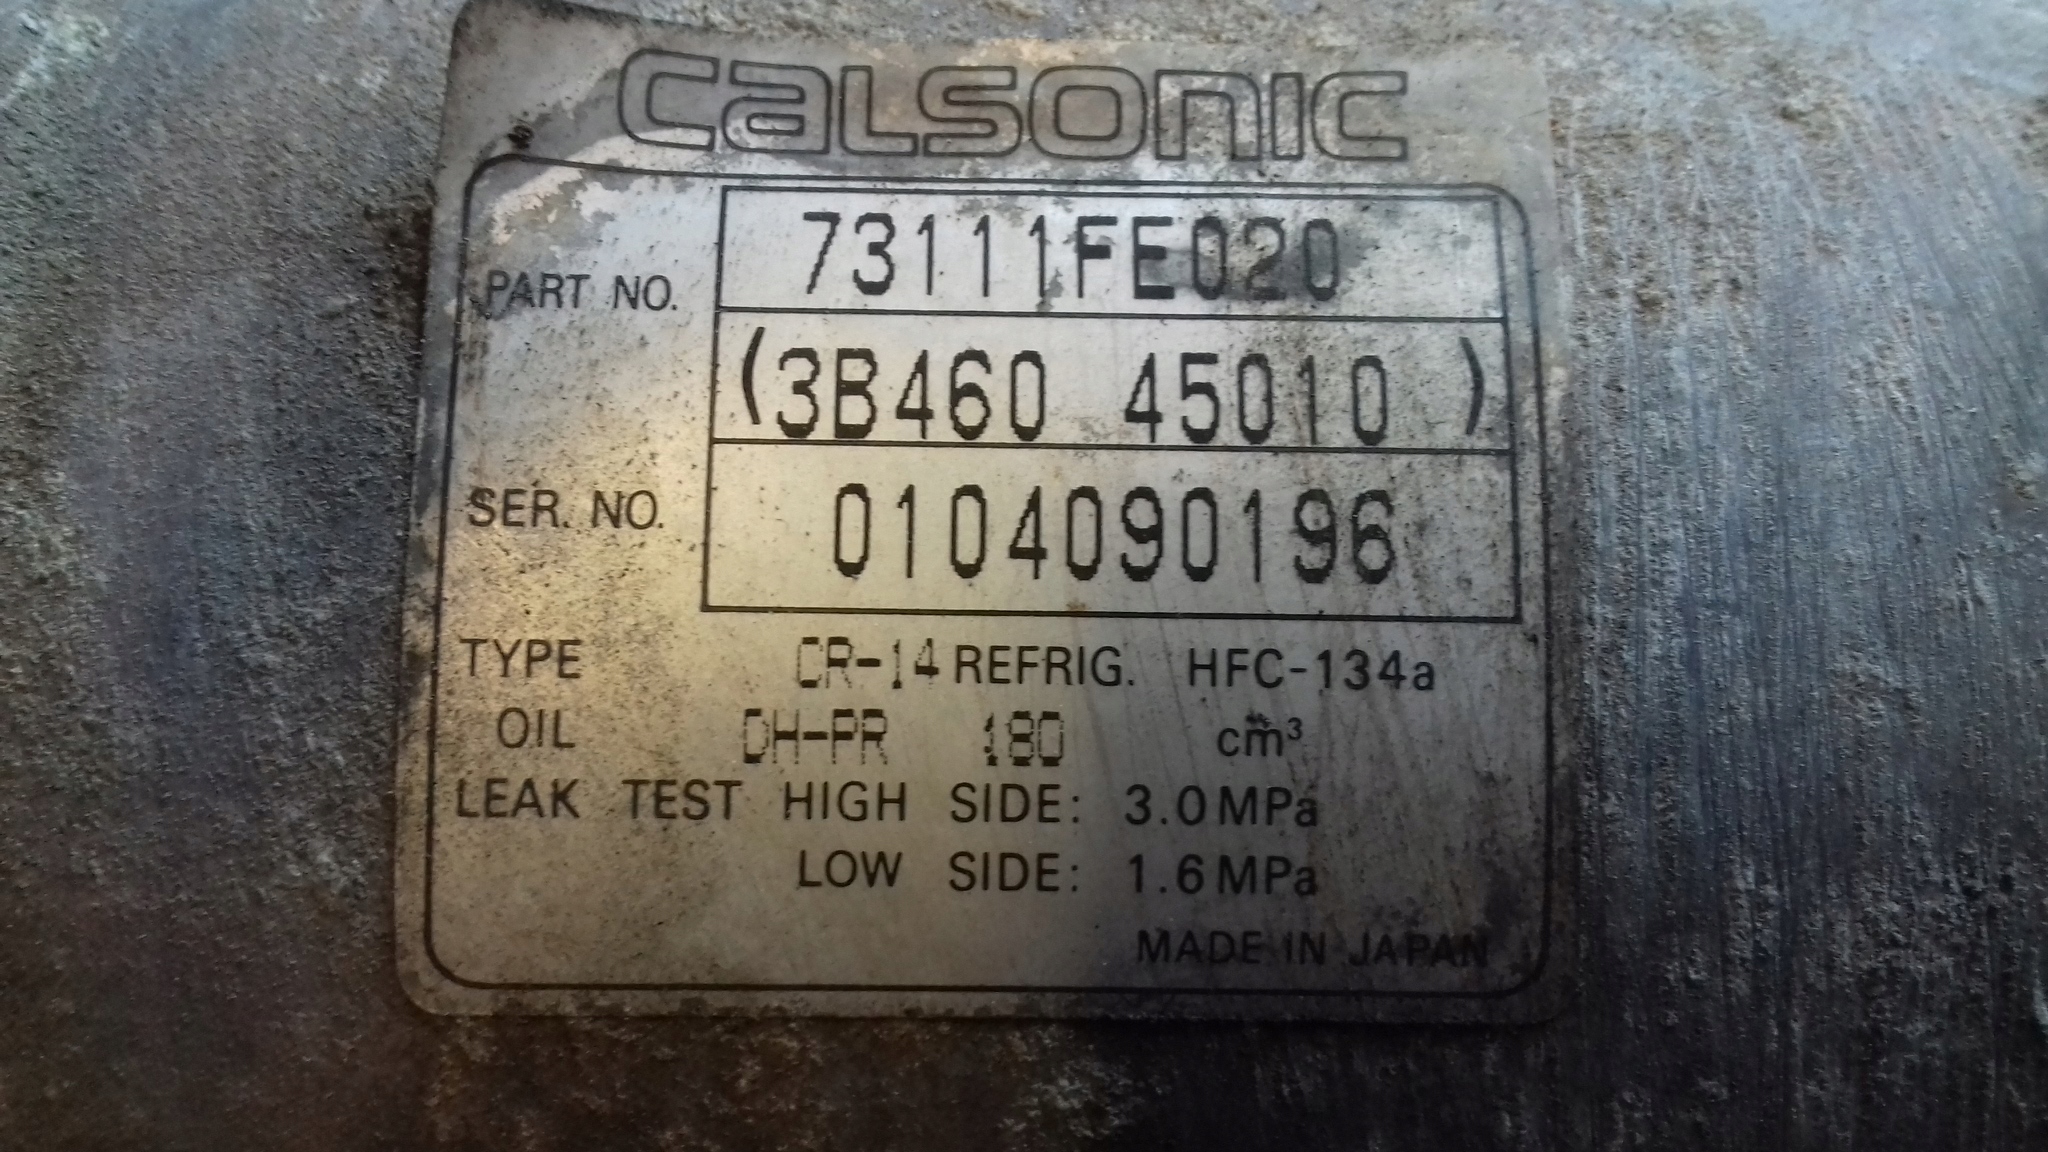 CALSONIC
PART NO. 73111FE020
(3B460 45010 )
SER. NO. 0104090196
TYPE CR-14 REFRIG. HFC-134a
OIL DH-PR 180 cm³
LEAK TEST HIGH SIDE: 3.0MPa
LOW SIDE: 1.6MPa
MADE IN JAPAN